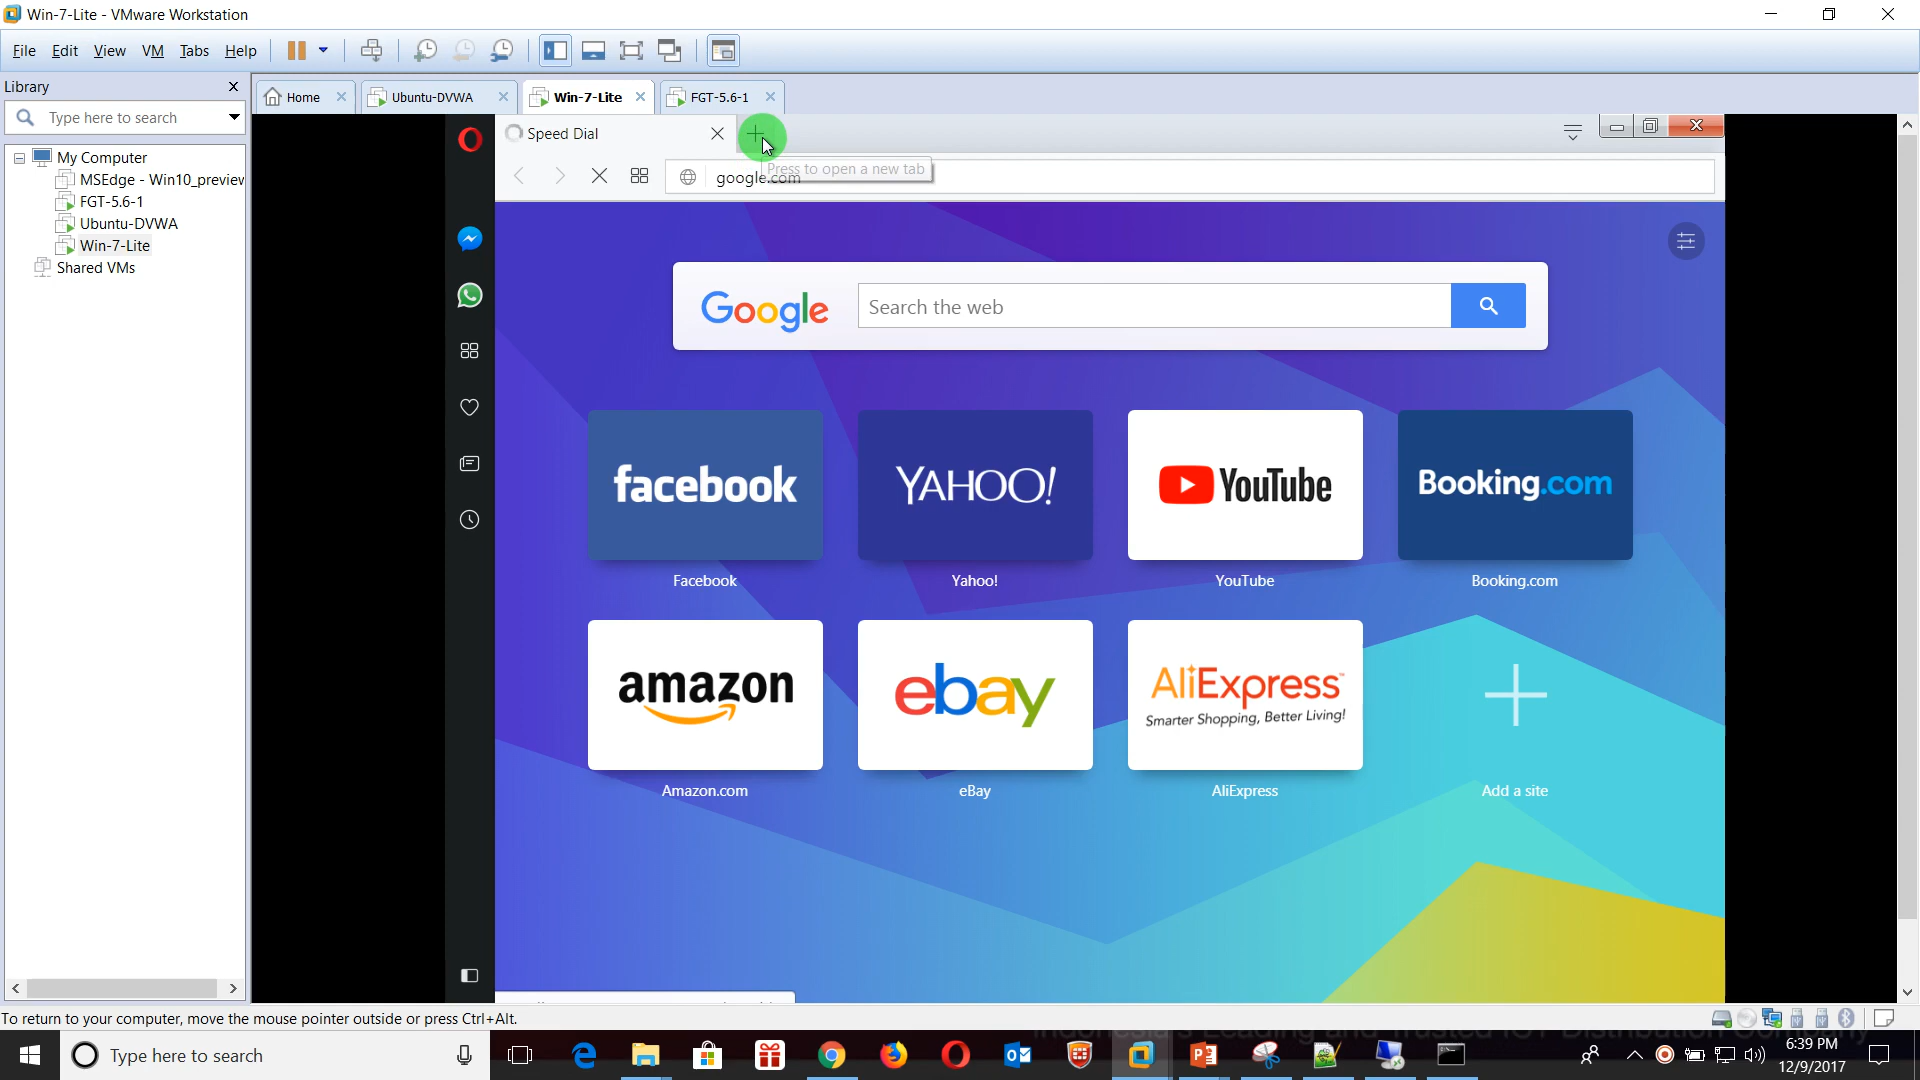 Win-7-Lite - VMware Workstation
File Edit View VM Tabs Help
Library
Type here to search
My Computer
MSEdge - Win10_preview
FGT-5.6-1
Ubuntu-DVWA
Win-7-Lite
Shared VMs
Home
Ubuntu-DVWA
Win-7-Lite
FGT-5.6-1
Speed Dial
Press to open a new tab
google.com
Google
Search the web
facebook
YAHOO!
YouTube
Booking.com
Facebook
Yahoo!
YouTube
Booking.com
amazon
ebay
AliExpress
Smarter Shopping, Better Living!
Amazon.com
eBay
AliExpress
Add a site
To return to your computer, move the mouse pointer outside or press Ctrl+Alt.
Type here to search
6:39 PM
12/9/2017